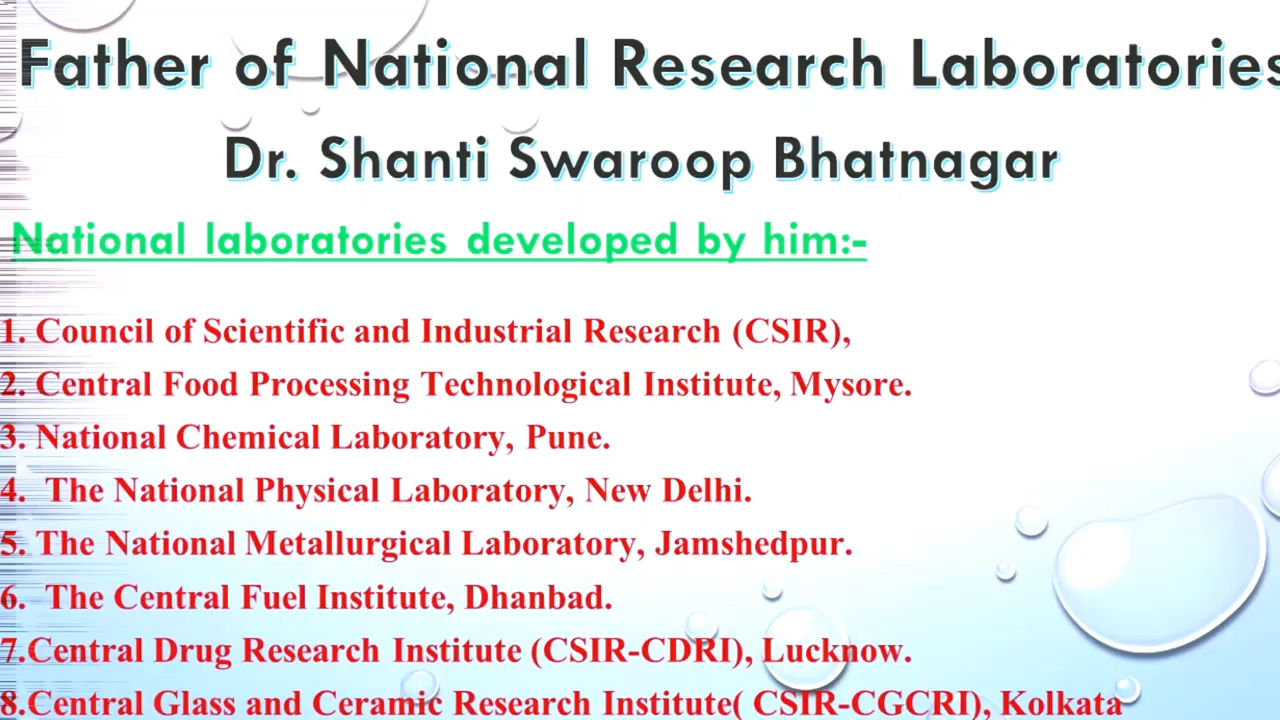 Father of National Research Laboratories
Dr. Shanti Swaroop Bhatnagar
National laboratories developed by him:-
1. Council of Scientific and Industrial Research (CSIR),
2. Central Food Processing Technological Institute, Mysore.
3. National Chemical Laboratory, Pune.
4. The National Physical Laboratory, New Delhi.
5. The National Metallurgical Laboratory, Jamshedpur.
6. The Central Fuel Institute, Dhanbad.
7.Central Drug Research Institute (CSIR-CDRI), Lucknow.
8.Central Glass and Ceramic Research Institute( CSIR-CGCRI), Kolkata